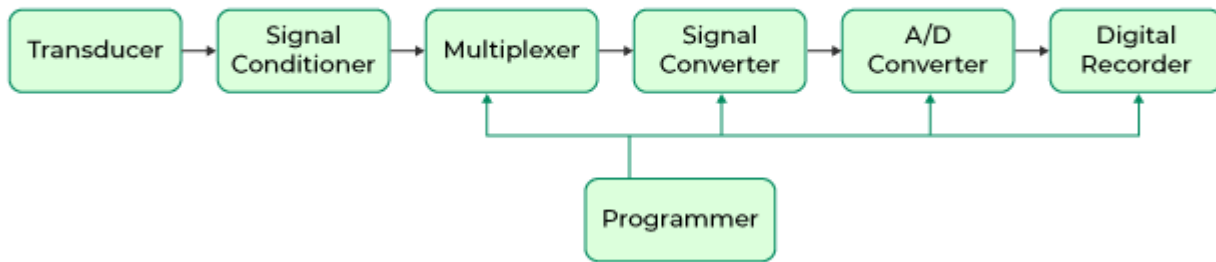 Transducer
Signal
Conditioner
Multiplexer
Signal
Converter
A/D
Converter
Digital
Recorder
Programmer